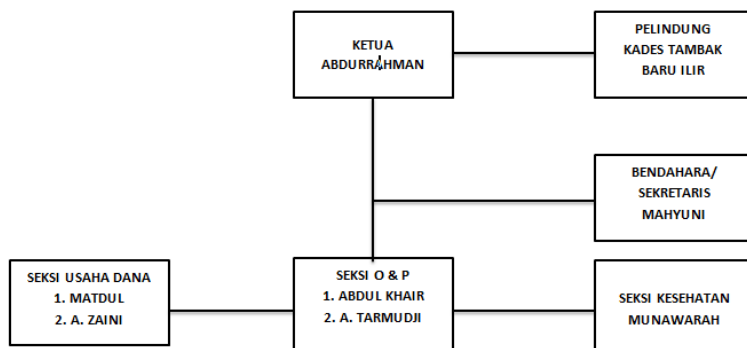 KETUA
ABDURRAHMAN
PELINDUNG
KADES TAMBAK
BARU ILIR
BENDAHARA/
SEKRETARIS
MAHYUNI
SEKSI USAHA DANA
1. MATDUL
2. A. ZAINI
SEKSI O & P
1. ABDUL KHAIR
2. A. TARMUDJI
SEKSI KESEHATAN
MUNAWARAH